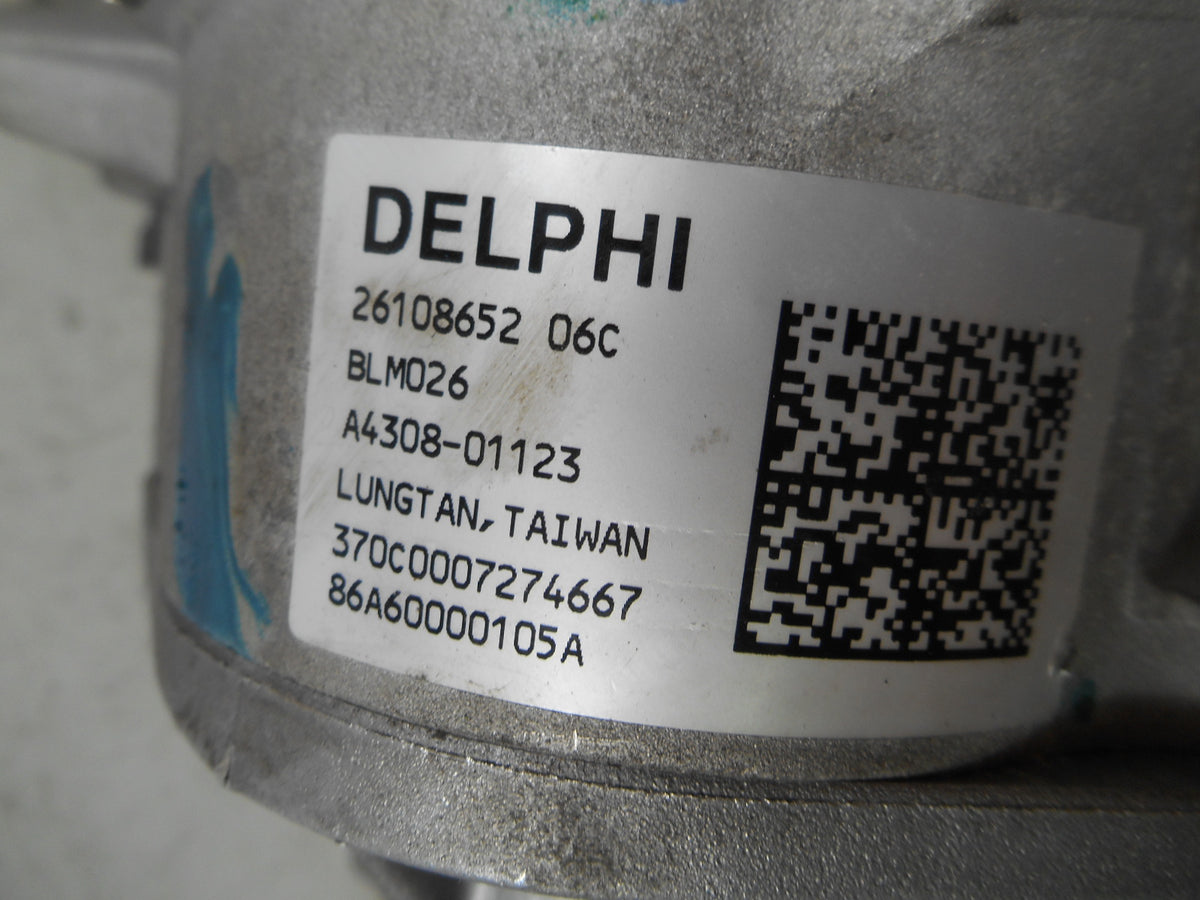 DELPHI
26108652 06C
BLM026
A4308-01123
LUNGTAN, TAIWAN
370C0007274667
86A60000105A